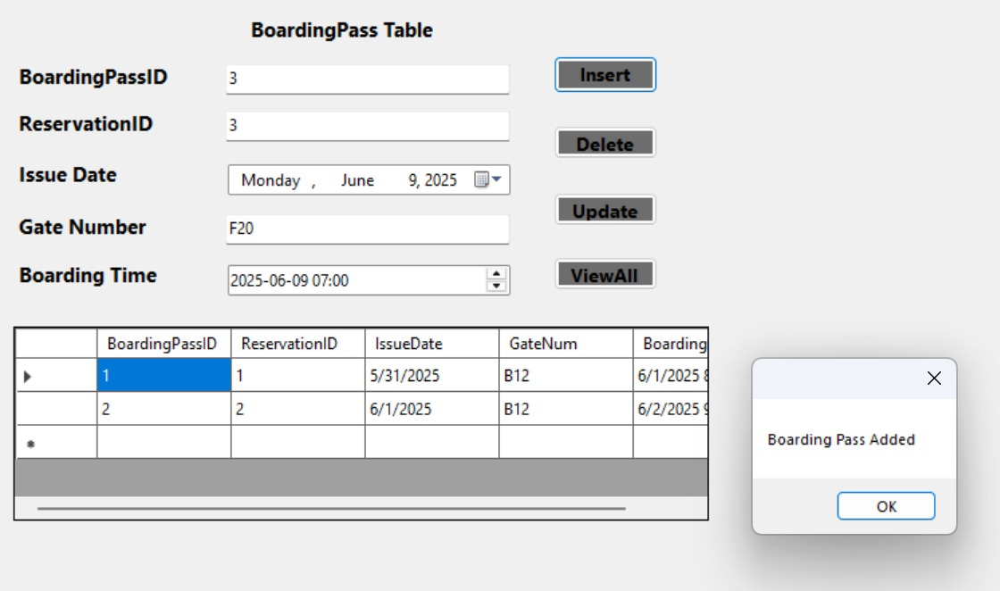 BoardingPass Table
BoardingPassID 3 Insert
ReservationID 3 Delete
Issue Date Monday , June 9, 2025
Gate Number F20 Update
Boarding Time 2025-06-09 07:00 ViewAll
BoardingPassID ReservationID IssueDate GateNum Boarding
1 1 5/31/2025 B12 6/1/2025 8
2 2 6/1/2025 B12 6/2/2025 9
Boarding Pass Added
OK